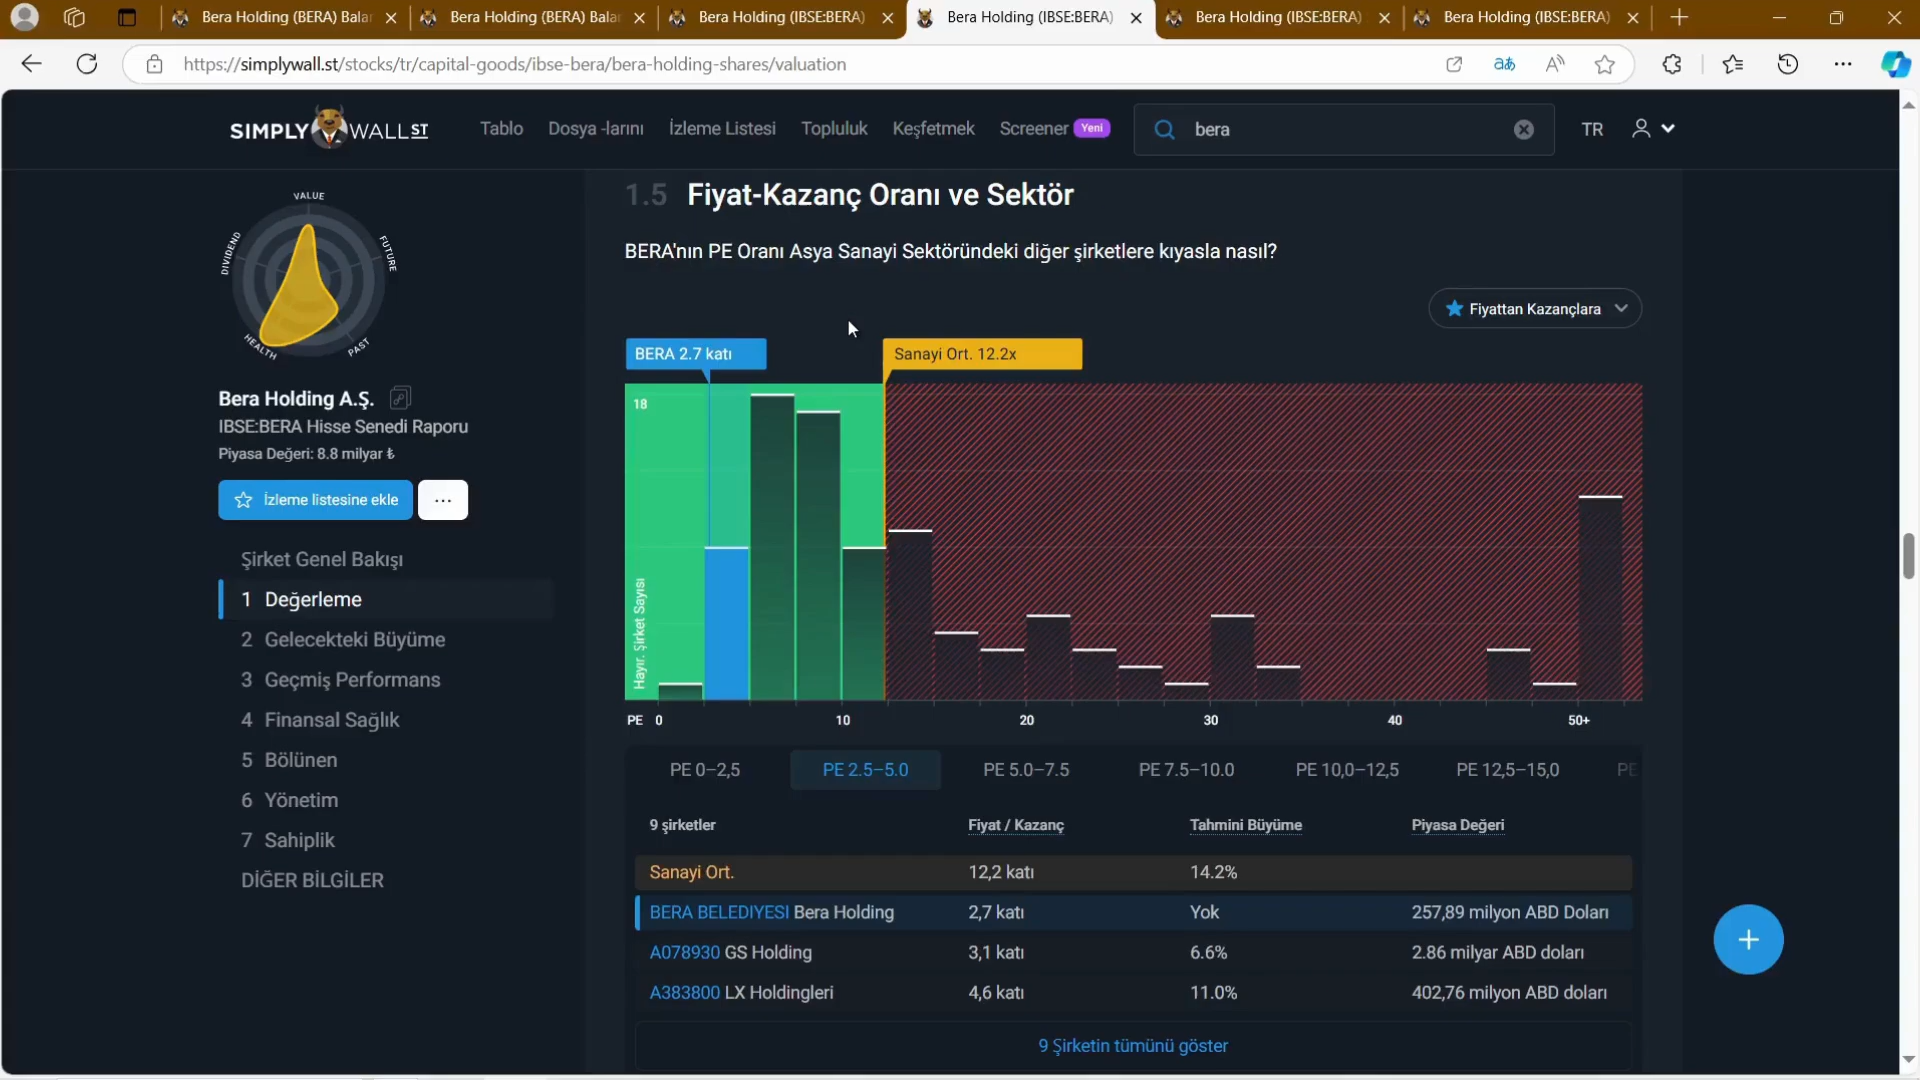 Bera Holding (BERA) Balan
Bera Holding (BERA) Balan
Bera Holding (IBSE:BERA)
Bera Holding (IBSE:BERA)
Bera Holding (IBSE:BERA)
Bera Holding (IBSE:BERA)
https://simplywall.st/stocks/tr/capital-goods/ibse-bera/bera-holding-shares/valuation
SIMPLY WALL ST
Tablo
Dosya -larını
İzleme Listesi
Topluluk
Keşfetmek
Screener Yeni
bera
TR
VALUE
FUTURE
PAST
HEALTH
DIVIDEND
Bera Holding A.Ş.
IBSE:BERA Hisse Senedi Raporu
Piyasa Değeri: 8.8 milyar ₺
İzleme listesine ekle
...
Şirket Genel Bakışı
1 Değerleme
2 Gelecekteki Büyüme
3 Geçmiş Performans
4 Finansal Sağlık
5 Bölünen
6 Yönetim
7 Sahiplik
DİĞER BİLGİLER
1.5 Fiyat-Kazanç Oranı ve Sektör
BERA'nın PE Oranı Asya Sanayi Sektöründeki diğer şirketlere kıyasla nasıl?
Fiyattan Kazançlara
BERA 2.7 katı
Sanayi Ort. 12.2x
18
Hayır. Şirket Sayısı
PE 0 10 20 30 40 50+
PE 0–2,5 PE 2.5–5.0 PE 5.0–7.5 PE 7.5–10.0 PE 10,0–12,5 PE 12,5–15,0 PE
9 şirketler Fiyat / Kazanç Tahmini Büyüme Piyasa Değeri
Sanayi Ort. 12,2 katı 14.2%
BERA BELEDIYESI Bera Holding 2,7 katı Yok 257,89 milyon ABD Doları
A078930 GS Holding 3,1 katı 6.6% 2.86 milyar ABD doları
A383800 LX Holdingleri 4,6 katı 11.0% 402,76 milyon ABD doları
9 Şirketin tümünü göster